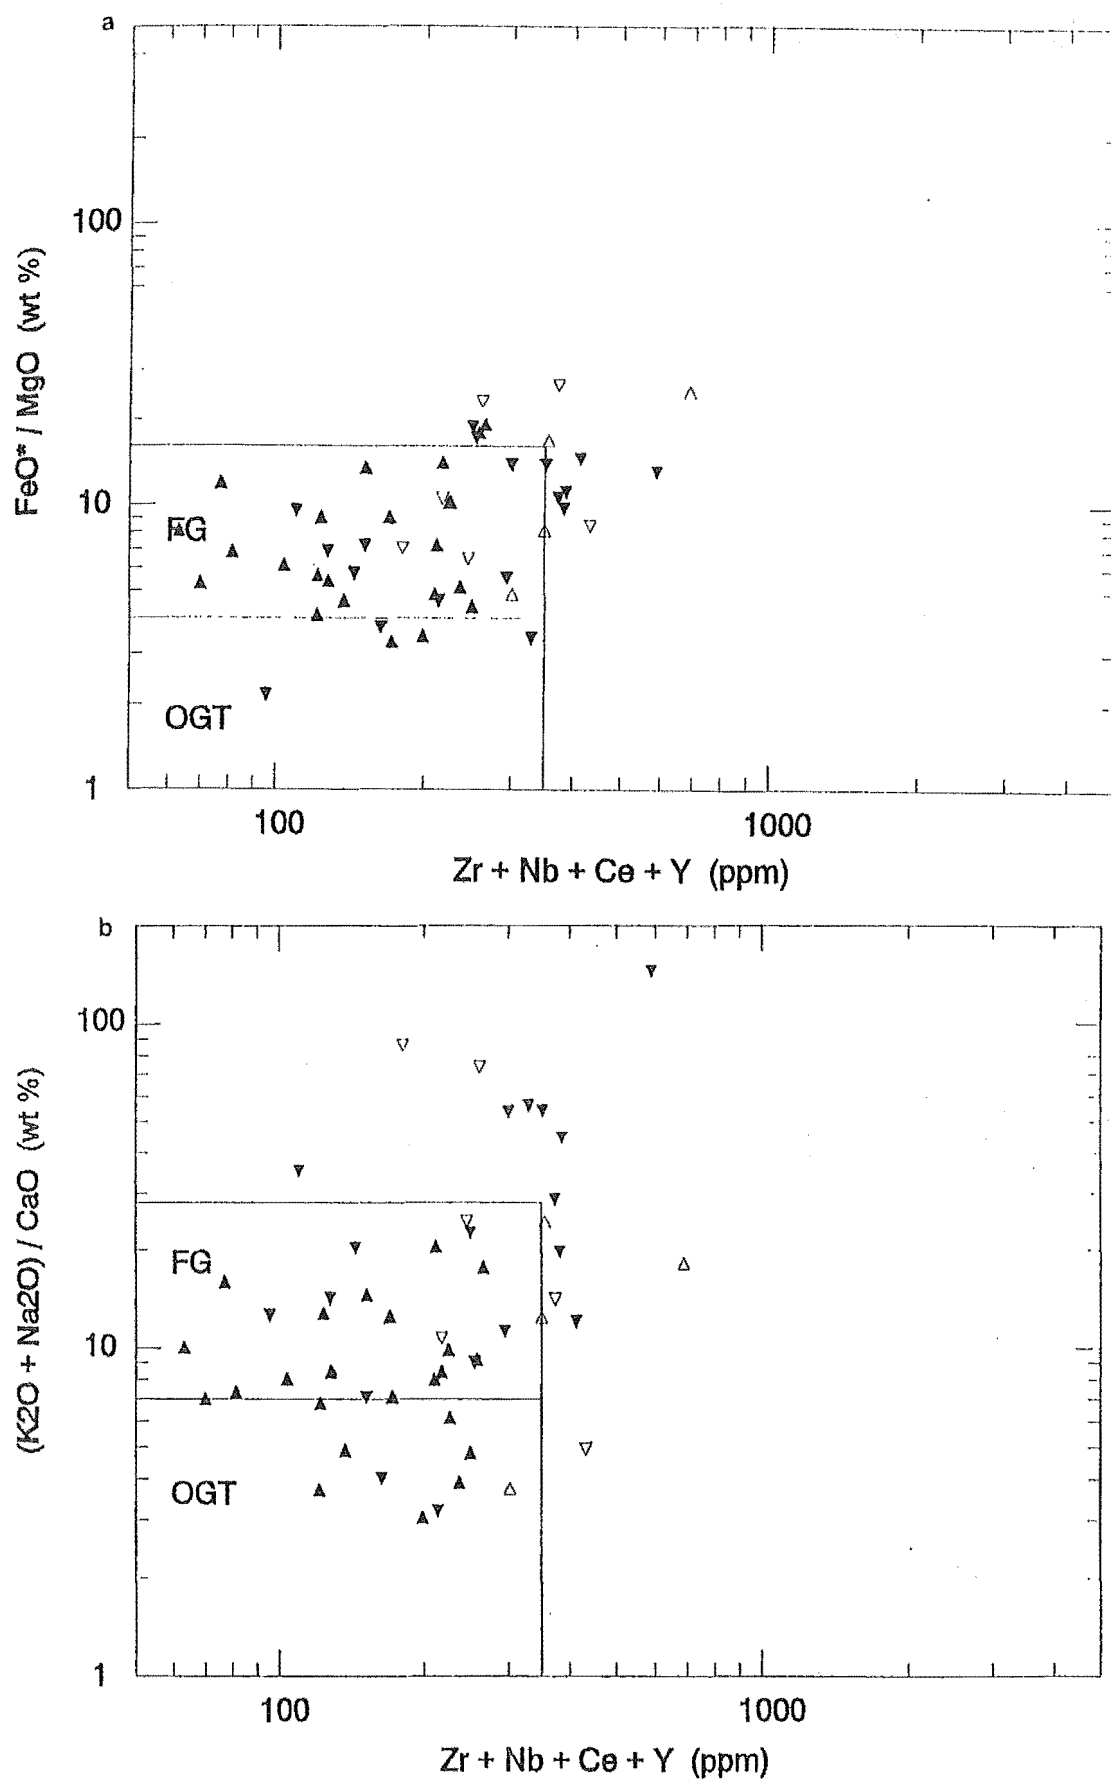 a
FeO* / MgO (wt %)
100
10
1
FG
OGT
100
1000
Zr + Nb + Ce + Y (ppm)
b
(K2O + Na2O) / CaO (wt %)
100
10
1
FG
OGT
100
1000
Zr + Nb + Ce + Y (ppm)